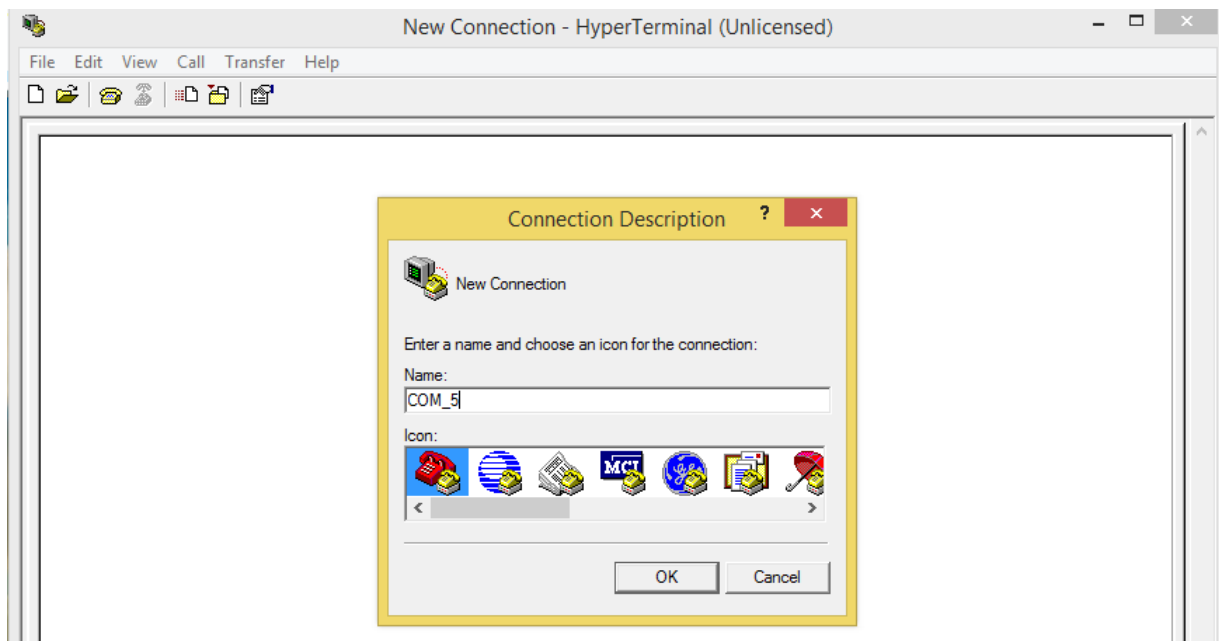 New Connection - HyperTerminal (Unlicensed)
File Edit View Call Transfer Help
Connection Description ?
New Connection
Enter a name and choose an icon for the connection:
Name:
COM_5
Icon:
MCI
OK Cancel